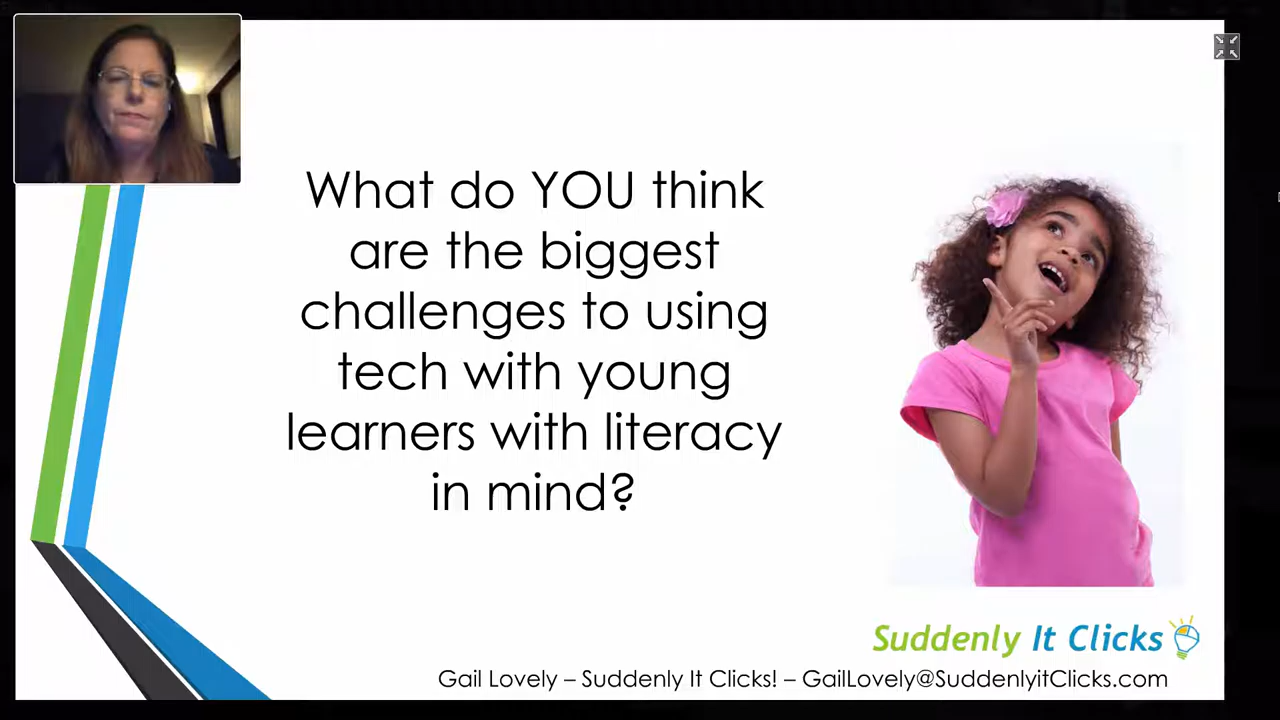 What do YOU think
are the biggest
challenges to using
tech with young
learners with literacy
in mind?
Suddenly It Clicks
Gail Lovely – Suddenly It Clicks! – GailLovely@SuddenlyitClicks.com